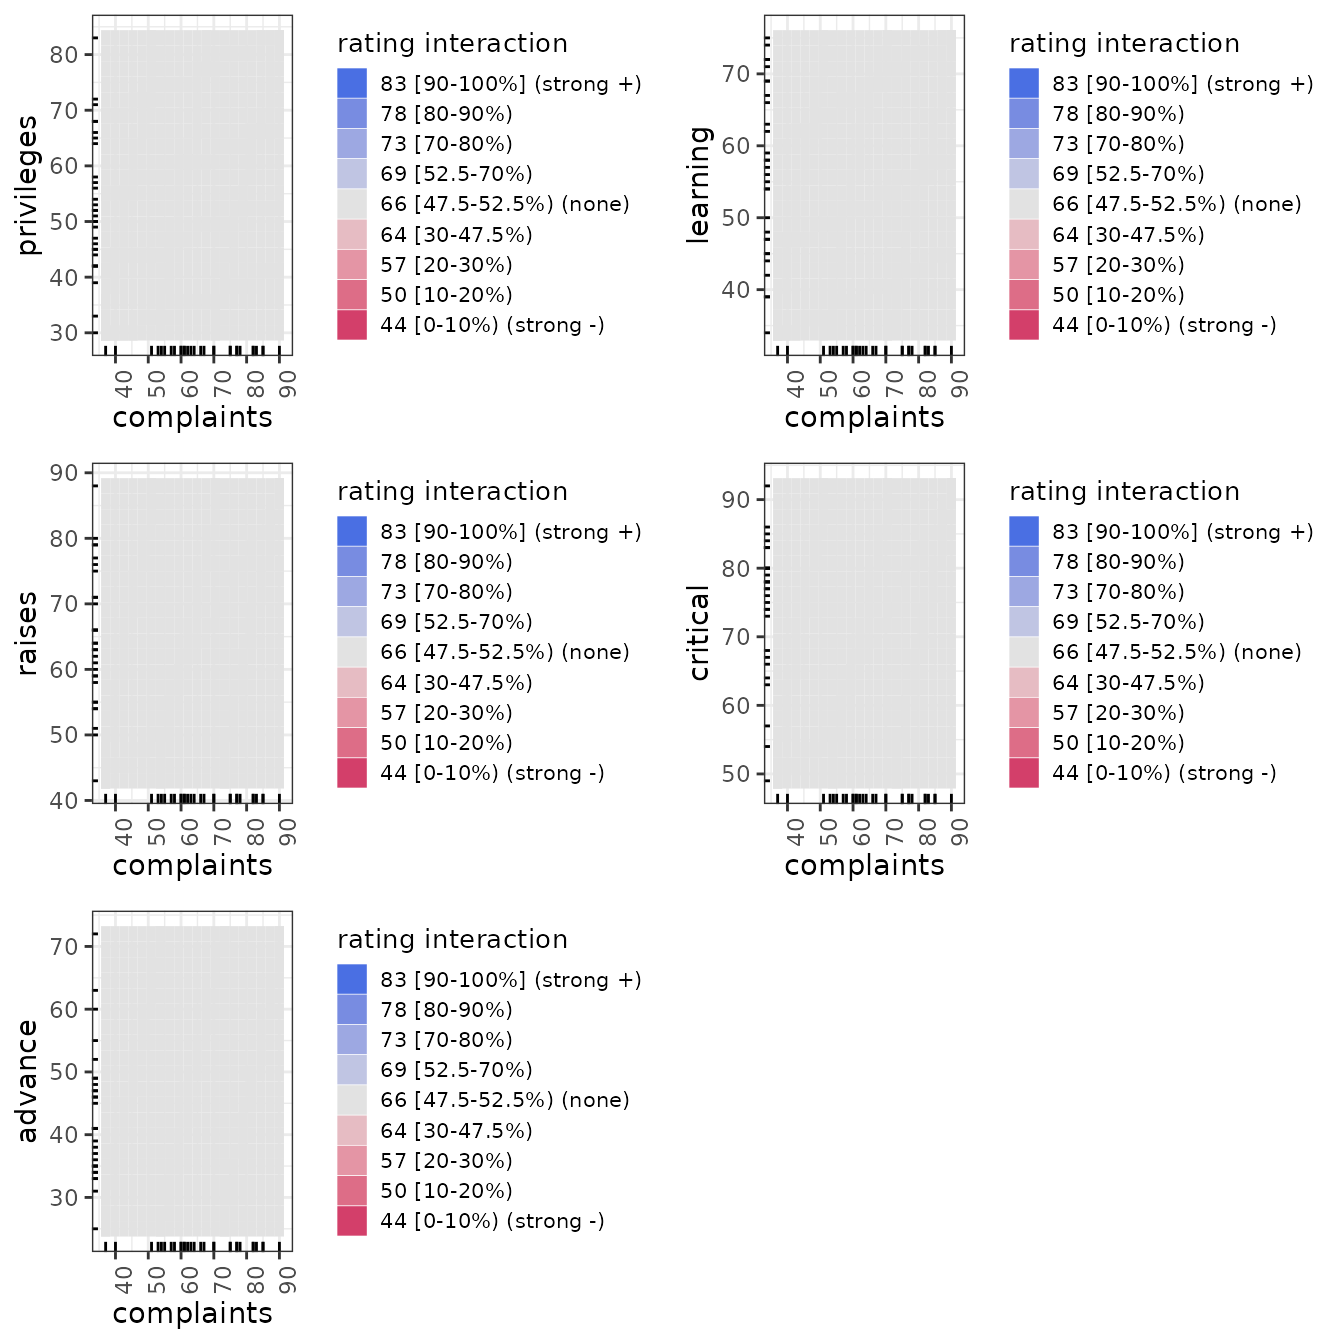 privileges
80
70
60
50
40
30
40 50 60 70 80 90
complaints
rating interaction
83 [90-100%] (strong +)
78 [80-90%)
73 [70-80%)
69 [52.5-70%)
66 [47.5-52.5%) (none)
64 [30-47.5%)
57 [20-30%)
50 [10-20%)
44 [0-10%) (strong -)
learning
70
60
50
40
40 50 60 70 80 90
complaints
rating interaction
83 [90-100%] (strong +)
78 [80-90%)
73 [70-80%)
69 [52.5-70%)
66 [47.5-52.5%) (none)
64 [30-47.5%)
57 [20-30%)
50 [10-20%)
44 [0-10%) (strong -)
raises
90
80
70
60
50
40
40 50 60 70 80 90
complaints
rating interaction
83 [90-100%] (strong +)
78 [80-90%)
73 [70-80%)
69 [52.5-70%)
66 [47.5-52.5%) (none)
64 [30-47.5%)
57 [20-30%)
50 [10-20%)
44 [0-10%) (strong -)
critical
90
80
70
60
50
40 50 60 70 80 90
complaints
rating interaction
83 [90-100%] (strong +)
78 [80-90%)
73 [70-80%)
69 [52.5-70%)
66 [47.5-52.5%) (none)
64 [30-47.5%)
57 [20-30%)
50 [10-20%)
44 [0-10%) (strong -)
advance
70
60
50
40
30
40 50 60 70 80 90
complaints
rating interaction
83 [90-100%] (strong +)
78 [80-90%)
73 [70-80%)
69 [52.5-70%)
66 [47.5-52.5%) (none)
64 [30-47.5%)
57 [20-30%)
50 [10-20%)
44 [0-10%) (strong -)